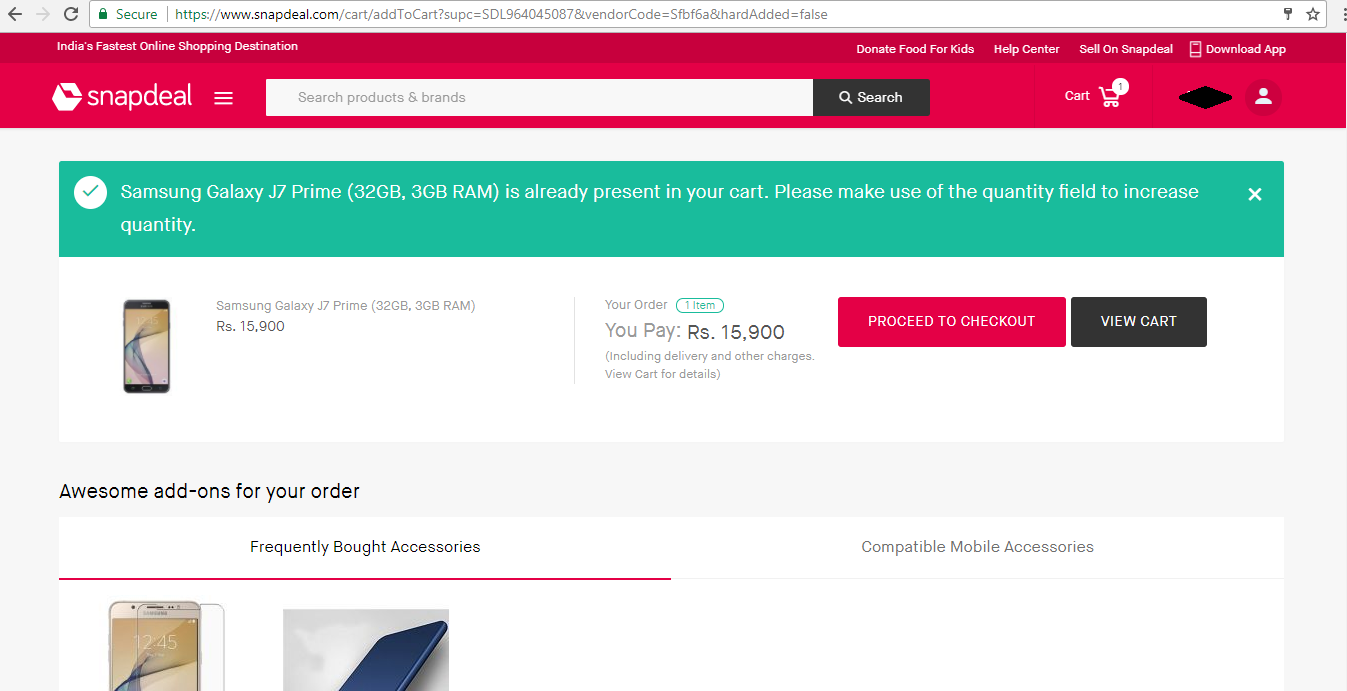 Secure
https://www.snapdeal.com/cart/addToCart?supc=SDL964045087&vendorCode=Sfbf6a&hardAdded=false
India's Fastest Online Shopping Destination
Donate Food For Kids
Help Center
Sell On Snapdeal
Download App
snapdeal
Search products & brands
Search
Cart
1
Samsung Galaxy J7 Prime (32GB, 3GB RAM) is already present in your cart. Please make use of the quantity field to increase
quantity.
Samsung Galaxy J7 Prime (32GB, 3GB RAM)
Rs. 15,900
Your Order 1 Item
You Pay: Rs. 15,900
(Including delivery and other charges.
View Cart for details)
PROCEED TO CHECKOUT
VIEW CART
Awesome add-ons for your order
Frequently Bought Accessories
Compatible Mobile Accessories
SAMSUNG
12:45